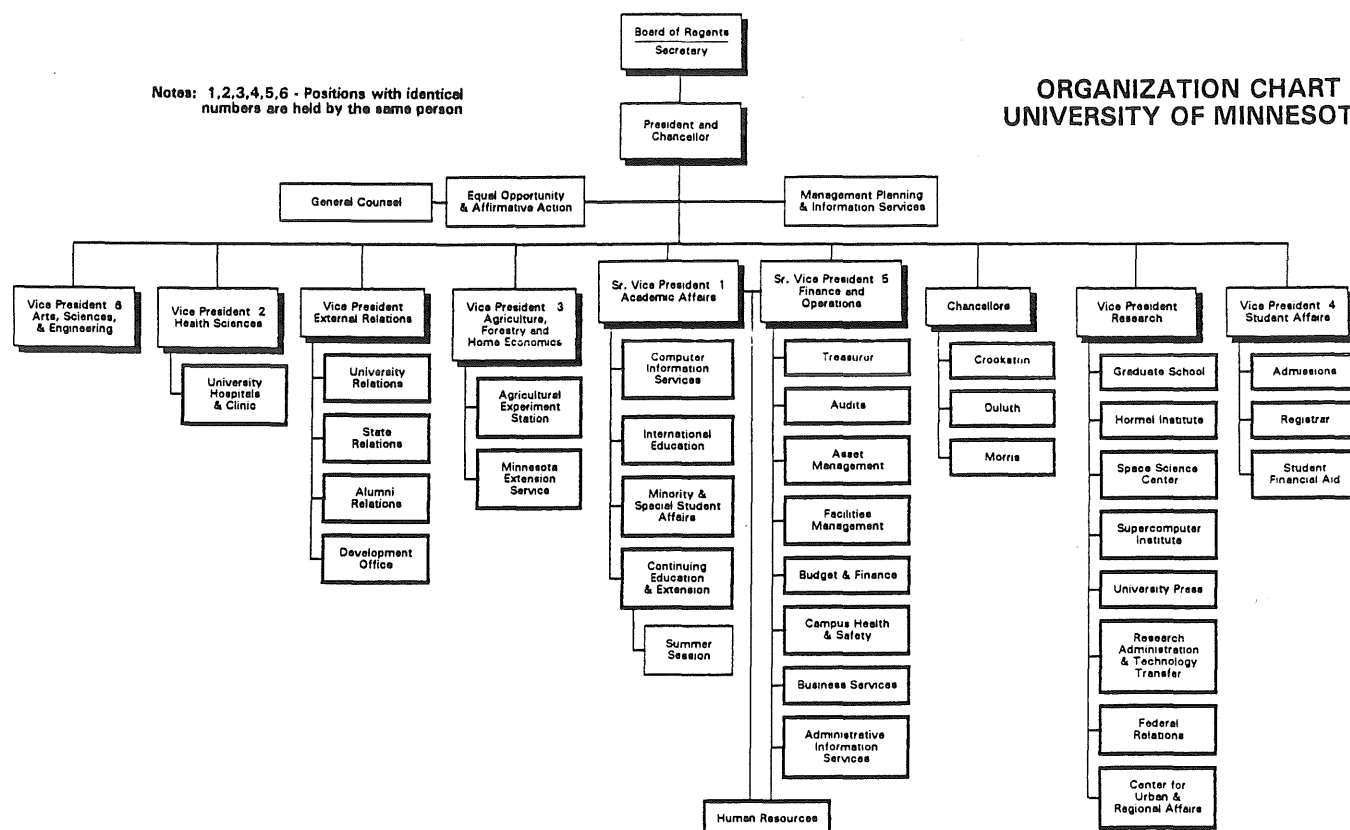 Board of Regents
Secretary
Notes: 1,2,3,4,5,6 - Positions with identical
numbers are held by the same person
ORGANIZATION CHART
UNIVERSITY OF MINNESOT
President and
Chancellor
General Counsel
Equal Opportunity
& Affirmative Action
Management Planning
& Information Services
Vice President 6
Arts, Sciences,
& Engineering
Vice President 2
Health Sciences
University
Hospitals
& Clinic
Vice President
External Relations
University
Relations
State
Relations
Alumni
Relations
Development
Office
Vice President 3
Agriculture,
Forestry and
Home Economics
Agricultural
Experiment
Station
Minnesota
Extension
Service
Sr. Vice President 1
Academic Affairs
Computer
Information
Services
International
Education
Minority &
Special Student
Affairs
Continuing
Education
& Extension
Summer
Session
Sr. Vice President 5
Finance and
Operations
Treasurer
Audits
Asset
Management
Facilities
Management
Budget & Finance
Campus Health
& Safety
Business Services
Administrative
Information
Services
Human Resources
Chancellors
Crookston
Duluth
Morris
Vice President
Research
Graduate School
Hormel Institute
Space Science
Center
Supercomputer
Institute
University Press
Research
Administration
& Technology
Transfer
Federal
Relations
Center for
Urban &
Regional Affairs
Vice President 4
Student Affairs
Admissions
Registrar
Student
Financial Aid